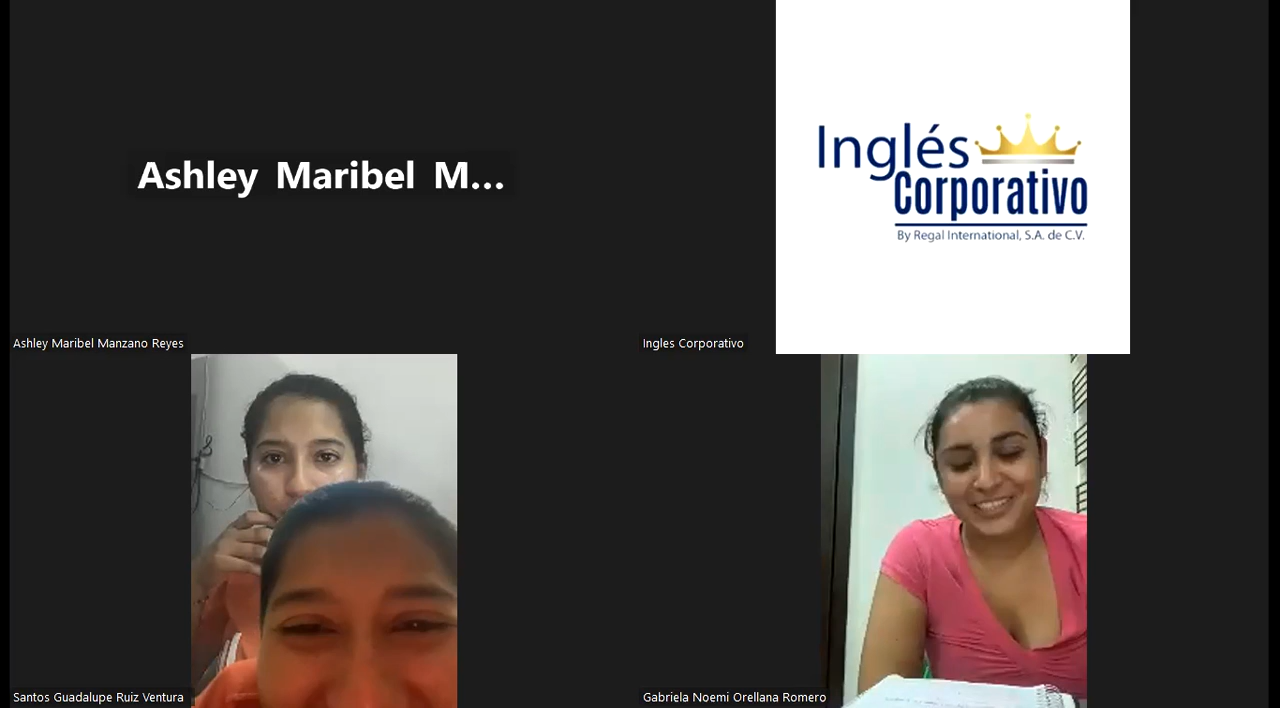 Ashley Maribel M...
Inglés
Corporativo
By Regal International, S.A. de C.V.
Ashley Maribel Manzano Reyes
Ingles Corporativo
Santos Guadalupe Ruiz Ventura
Gabriela Noemi Orellana Romero